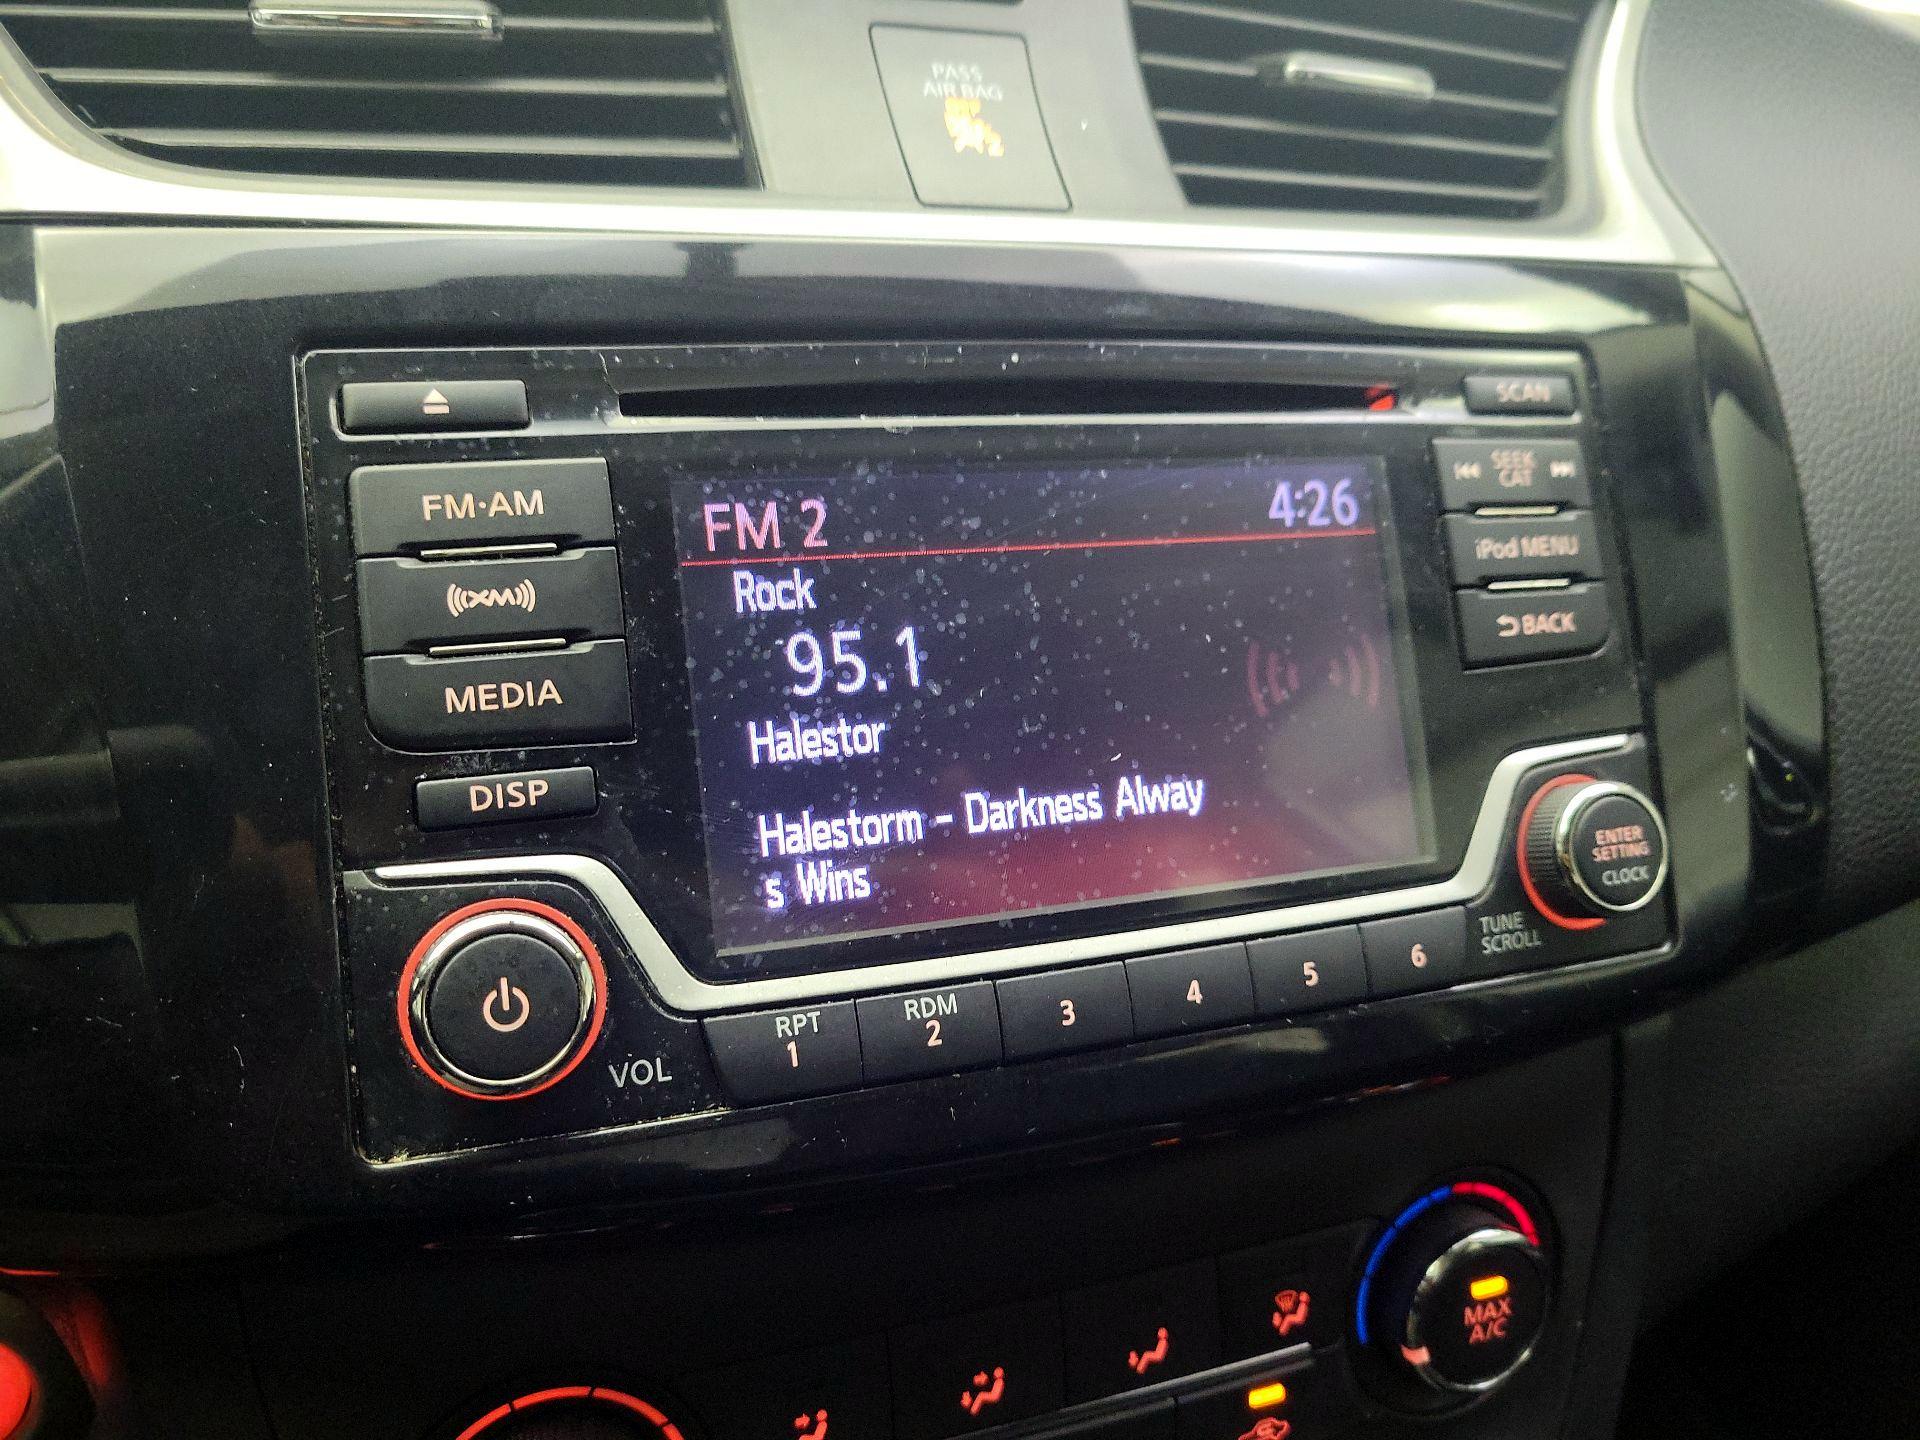 PASS
AIR BAG
OFF
SCAN
FM·AM
SEEK
CAT
FM 2
4:26
iPod MENU
Rock
XM
95.1
BACK
MEDIA
Halestor
DISP
Halestorm - Darkness Alway
s Wins
ENTER
SETTING
CLOCK
TUNE
SCROLL
VOL
RPT
1
RDM
2
3
4
5
6
MAX
A/C